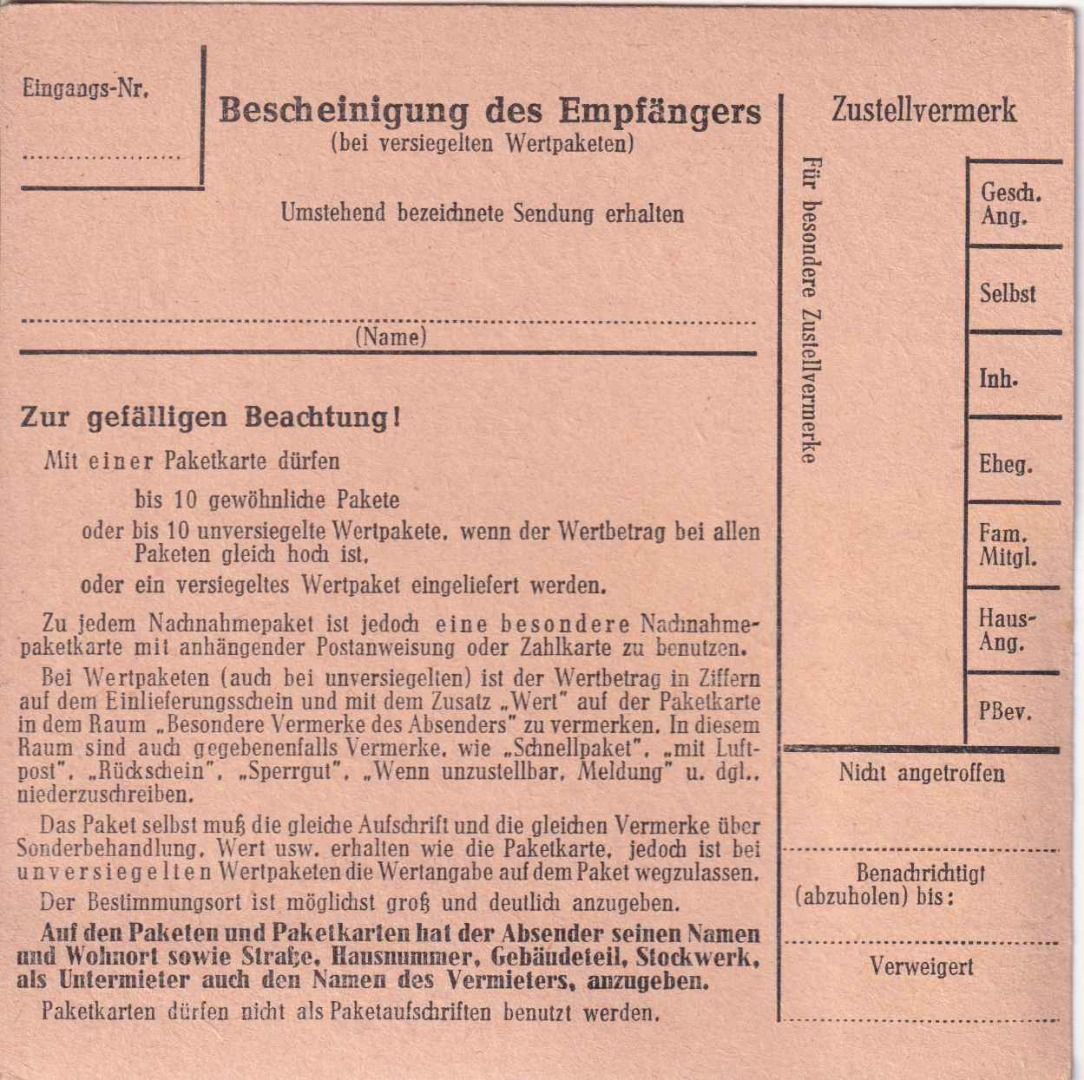 Eingangs-Nr.
Bescheinigung des Empfängers
(bei versiegelten Wertpaketen)
Umstehend bezeichnete Sendung erhalten
(Name)
Zur gefälligen Beachtung!
Mit einer Paketkarte dürfen
bis 10 gewöhnliche Pakete
oder bis 10 unversiegelte Wertpakete, wenn der Wertbetrag bei allen
Paketen gleich hoch ist,
oder ein versiegeltes Wertpaket eingeliefert werden.
Zu jedem Nachnahmepaket ist jedoch eine besondere Nachnahme-
paketkarte mit anhängender Postanweisung oder Zahlkarte zu benutzen.
Bei Wertpaketen (auch bei unversiegelten) ist der Wertbetrag in Ziffern
auf dem Einlieferungsschein und mit dem Zusatz „Wert" auf der Paketkarte
in dem Raum „Besondere Vermerke des Absenders" zu vermerken. In diesem
Raum sind auch gegebenenfalls Vermerke, wie „Schnellpaket", „mit Luft-
post", „Rückschein", „Sperrgut", „Wenn unzustellbar, Meldung" u. dgl.,
niederzuschreiben.
Das Paket selbst muß die gleiche Aufschrift und die gleichen Vermerke über
Sonderbehandlung, Wert usw. erhalten wie die Paketkarte, jedoch ist bei
unversiegelten Wertpaketen die Wertangabe auf dem Paket wegzulassen.
Der Bestimmungsort ist möglichst groß und deutlich anzugeben.
Auf den Paketen und Paketkarten hat der Absender seinen Namen
und Wohnort sowie Straße, Hausnummer, Gebäudeteil, Stockwerk,
als Untermieter auch den Namen des Vermieters, anzugeben.
Paketkarten dürfen nicht als Paketaufschriften benutzt werden.
Zustellvermerk
Für besondere Zustellvermerke
Gesch.
Ang.
Selbst
Inh.
Eheg.
Fam.
Mitgl.
Haus-
Ang.
PBev.
Nicht angetroffen
Benachrichtigt
(abzuholen) bis:
Verweigert